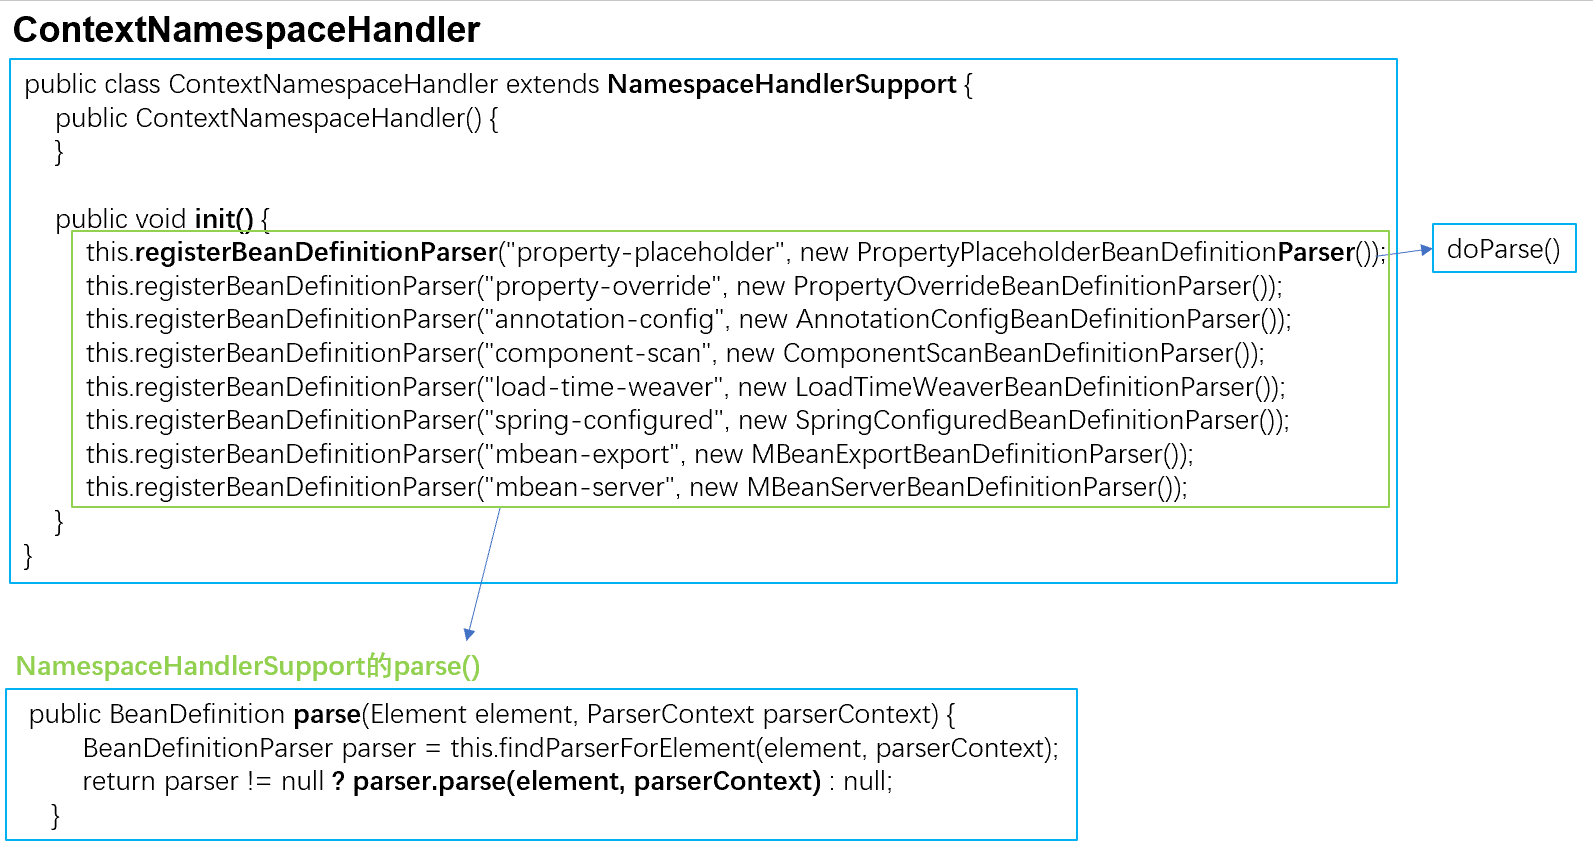 ContextNamespaceHandler
public class ContextNamespaceHandler extends NamespaceHandlerSupport {
public ContextNamespaceHandler() {
}
public void init() {
this.registerBeanDefinitionParser("property-placeholder", new PropertyPlaceholderBeanDefinitionParser());
doParse()
this.registerBeanDefinitionParser("property-override", new PropertyOverrideBeanDefinitionParser());
this.registerBeanDefinitionParser("annotation-config", new AnnotationConfigBeanDefinitionParser());
this.registerBeanDefinitionParser("component-scan", new ComponentScanBeanDefinitionParser());
this.registerBeanDefinitionParser("load-time-weaver", new LoadTimeWeaverBeanDefinitionParser());
this.registerBeanDefinitionParser("spring-configured", new SpringConfiguredBeanDefinitionParser());
this.registerBeanDefinitionParser("mbean-export", new MBeanExportBeanDefinitionParser());
this.registerBeanDefinitionParser("mbean-server", new MBeanServerBeanDefinitionParser());
}
}
NamespaceHandlerSupport的parse()
public BeanDefinition parse(Element element, ParserContext parserContext) {
BeanDefinitionParser parser = this.findParserForElement(element, parserContext);
return parser != null ? parser.parse(element, parserContext) : null;
}